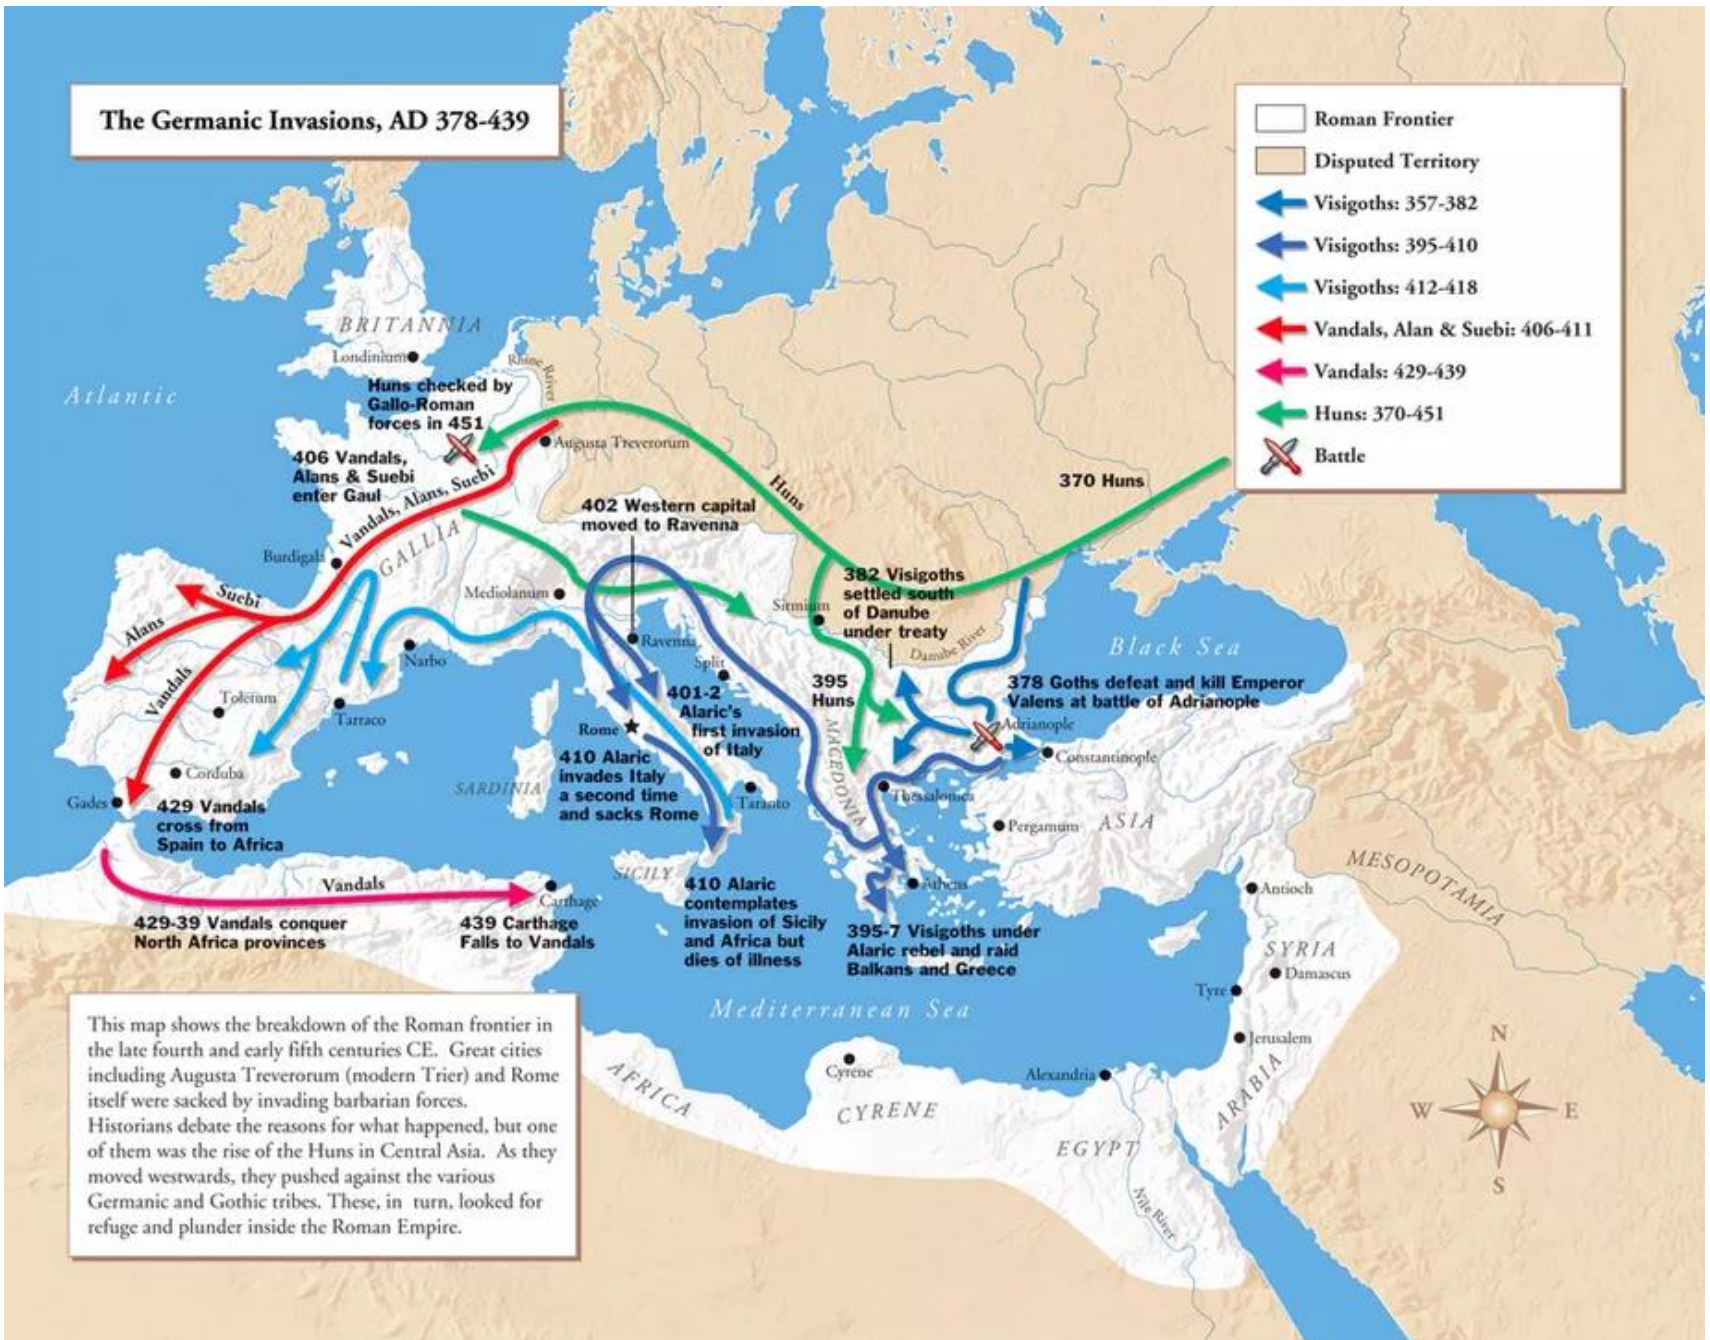 The Germanic Invasions, AD 378-439
Roman Frontier
Disputed Territory
Visigoths: 357-382
Visigoths: 395-410
Visigoths: 412-418
Vandals, Alan & Suebi: 406-411
Vandals: 429-439
Huns: 370-451
Battle
BRITANNIA
Londinium
Rhine River
Atlantic
Huns checked by
Gallo-Roman
forces in 451
Augusta Treverorum
406 Vandals,
Alans & Suebi
enter Gaul
Vandals, Alans, Suebi
Huns
370 Huns
402 Western capital
moved to Ravenna
GALLIA
Burdigala
Mediolanum
Sirmium
382 Visigoths
settled south
of Danube
under treaty
Danube River
Black Sea
Suebi
Alans
Vandals
Narbo
Ravenna
Split
Toletum
Tarraco
395
Huns
378 Goths defeat and kill Emperor
Valens at battle of Adrianople
Adrianople
Constantinople
401-2
Alaric's
first invasion
of Italy
Rome
MACEDONIA
410 Alaric
invades Italy
a second time
and sacks Rome
Corduba
SARDINIA
Taranto
Thessalonica
Gades
429 Vandals
cross from
Spain to Africa
Pergamum
ASIA
MESOPOTAMIA
SICILY
Vandals
Carthage
Athens
Antioch
410 Alaric
contemplates
invasion of Sicily
and Africa but
dies of illness
429-39 Vandals conquer
North Africa provinces
439 Carthage
Falls to Vandals
395-7 Visigoths under
Alaric rebel and raid
Balkans and Greece
SYRIA
Damascus
Tyre
Mediterranean Sea
Jerusalem
ARABIA
Cyrene
Alexandria
AFRICA
CYRENE
EGYPT
Nile River
N
W
E
S
This map shows the breakdown of the Roman frontier in
the late fourth and early fifth centuries CE. Great cities
including Augusta Treverorum (modern Trier) and Rome
itself were sacked by invading barbarian forces.
Historians debate the reasons for what happened, but one
of them was the rise of the Huns in Central Asia. As they
moved westwards, they pushed against the various
Germanic and Gothic tribes. These, in turn, looked for
refuge and plunder inside the Roman Empire.